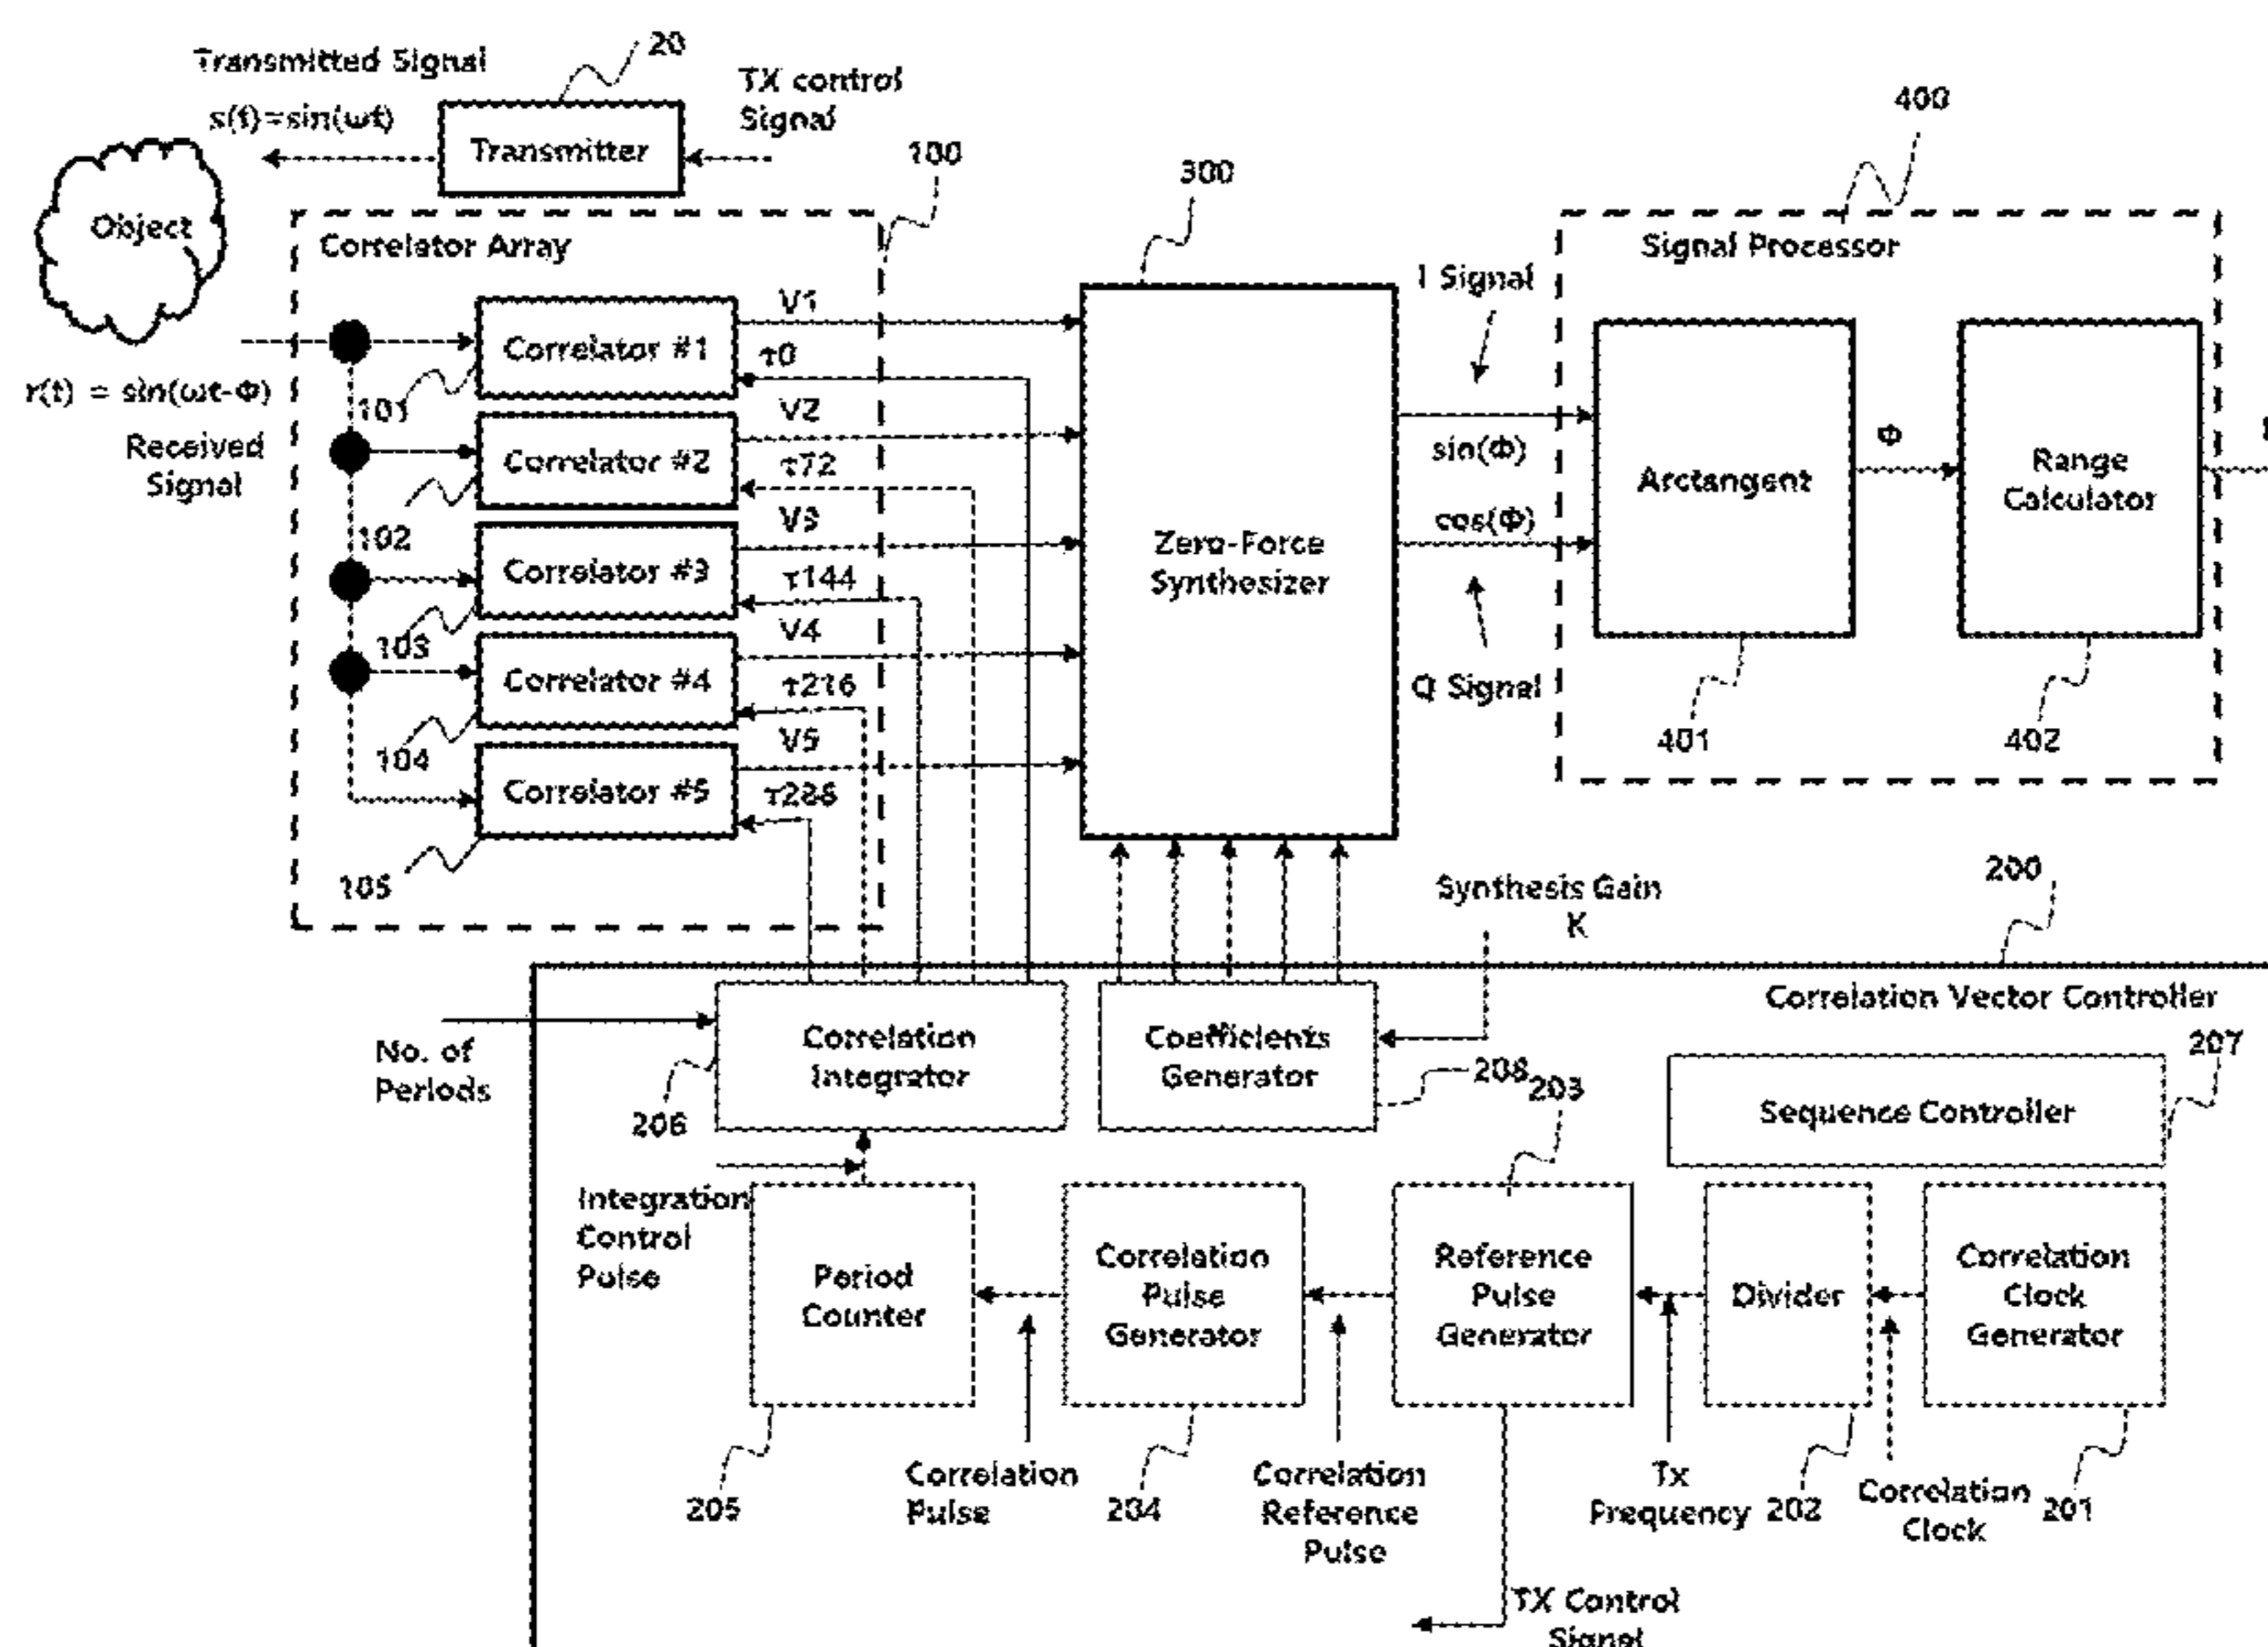 Transmitted Signal
20
s(t)=sin(ωt)
TX control
Signal
Transmitter
400
100
300
Object
Correlator Array
Signal Processor
V1
I Signal
Correlator #1
τ0
r(t) = sin(ωt-Φ)
101
V2
sin(Φ)
Φ
Received
Signal
Correlator #2
τ72
Arctangent
Range
Calculator
102
V3
cos(Φ)
Zero-Force
Synthesizer
Correlator #3
τ144
103
V4
Correlator #4
τ216
Q Signal
104
V5
401
402
Correlator #5
τ288
105
Synthesis Gain
K
200
Correlation Vector Controller
No. of
Periods
Correlation
Integrator
Coefficients
Generator
207
206
208
203
Sequence Controller
Integration
Control
Pulse
Period
Counter
Correlation
Pulse
Generator
Reference
Pulse
Generator
Divider
Correlation
Clock
Generator
205
Correlation
Pulse
204
Correlation
Reference
Pulse
Tx
Frequency
202
Correlation
Clock
201
TX Control
Signal